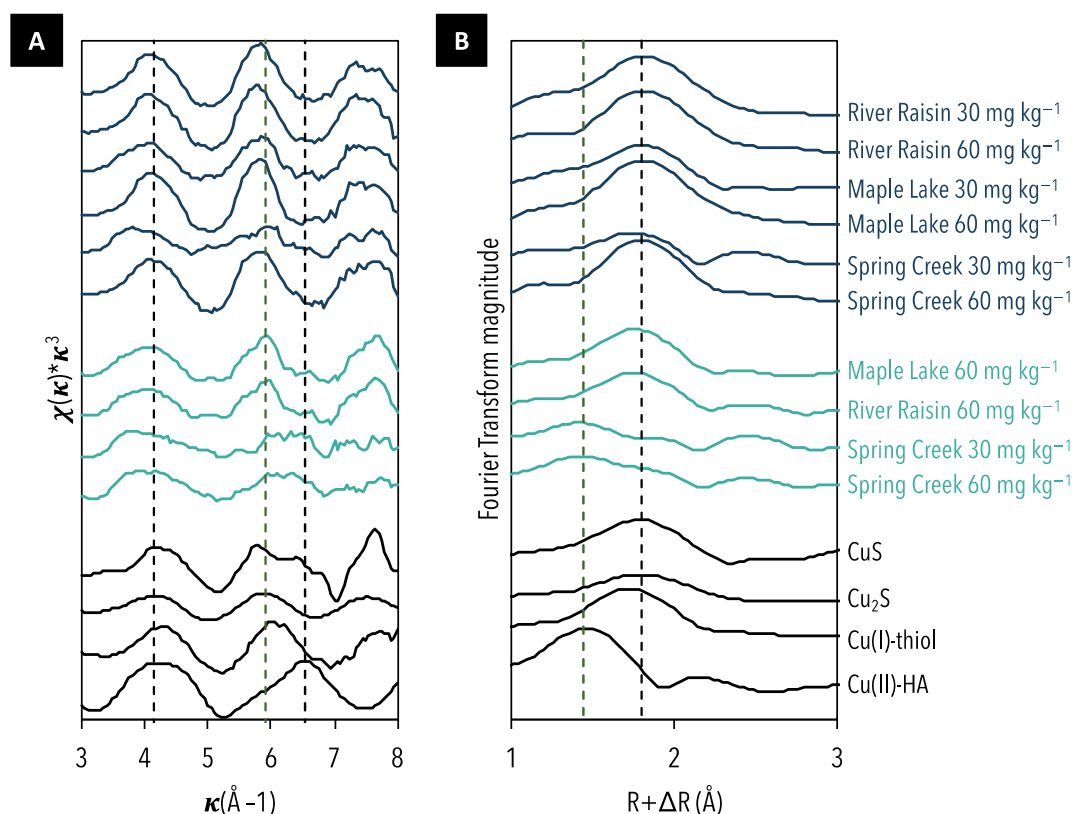 A
B
χ(κ)*κ³
Fourier Transform magnitude
River Raisin 30 mg kg⁻¹
River Raisin 60 mg kg⁻¹
Maple Lake 30 mg kg⁻¹
Maple Lake 60 mg kg⁻¹
Spring Creek 30 mg kg⁻¹
Spring Creek 60 mg kg⁻¹
Maple Lake 60 mg kg⁻¹
River Raisin 60 mg kg⁻¹
Spring Creek 30 mg kg⁻¹
Spring Creek 60 mg kg⁻¹
CuS
Cu₂S
Cu(I)-thiol
Cu(II)-HA
3 4 5 6 7 8
1 2 3
κ(Å –1)
R+ΔR (Å)